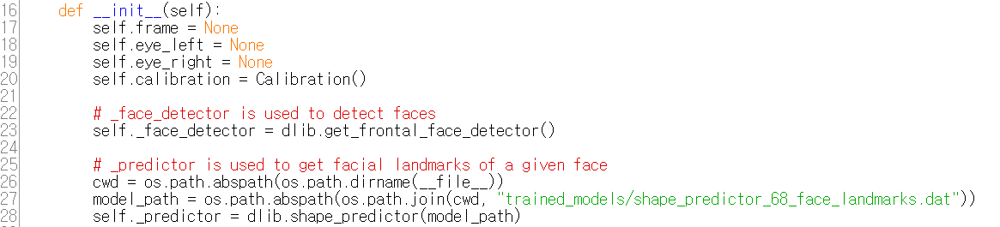 16     def __init__(self):
17         self.frame = None
18         self.eye_left = None
19         self.eye_right = None
20         self.calibration = Calibration()
21
22         # _face_detector is used to detect faces
23         self._face_detector = dlib.get_frontal_face_detector()
24
25         # _predictor is used to get facial landmarks of a given face
26         cwd = os.path.abspath(os.path.dirname(__file__))
27         model_path = os.path.abspath(os.path.join(cwd, "trained_models/shape_predictor_68_face_landmarks.dat"))
28         self._predictor = dlib.shape_predictor(model_path)